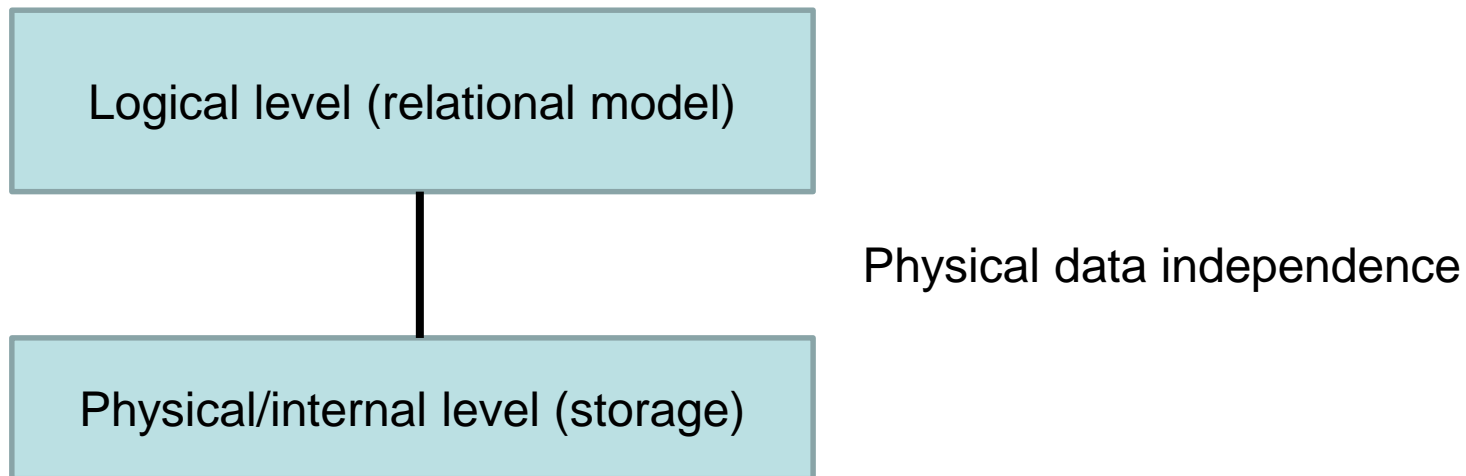 Logical level (relational model)
Physical data independence
Physical/internal level (storage)